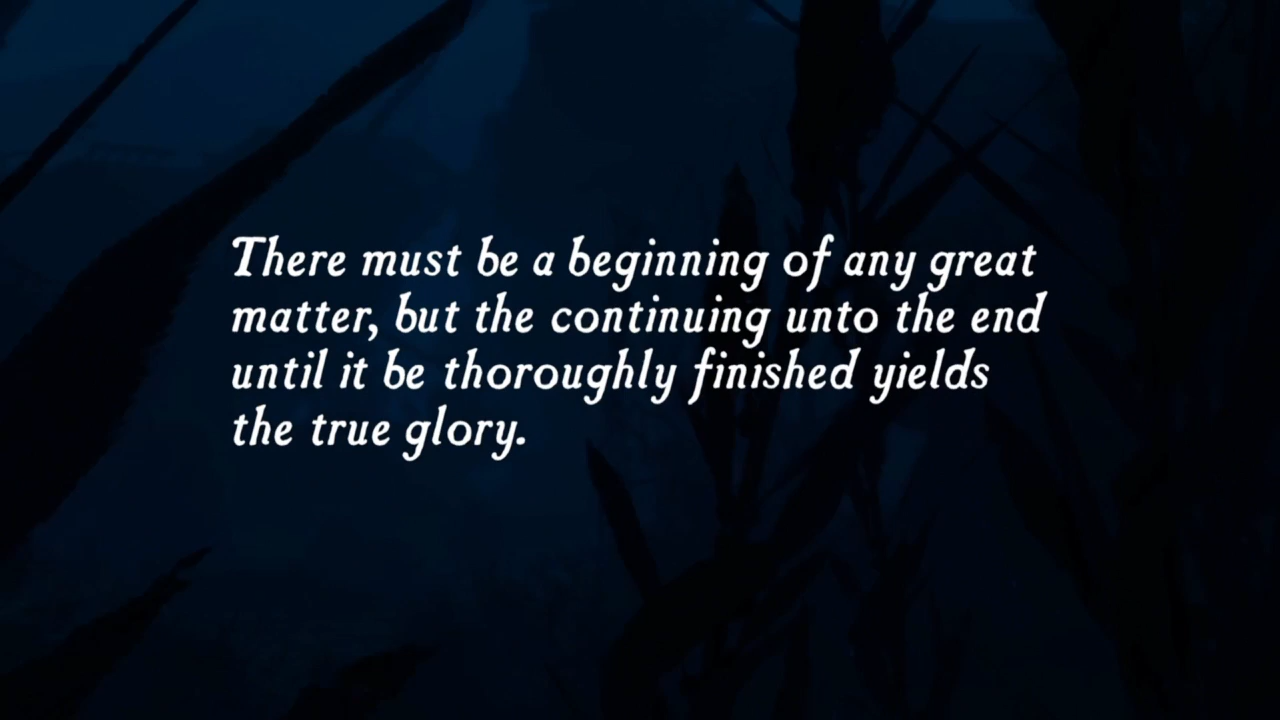 There must be a beginning of any great
matter, but the continuing unto the end
until it be thoroughly finished yields
the true glory.